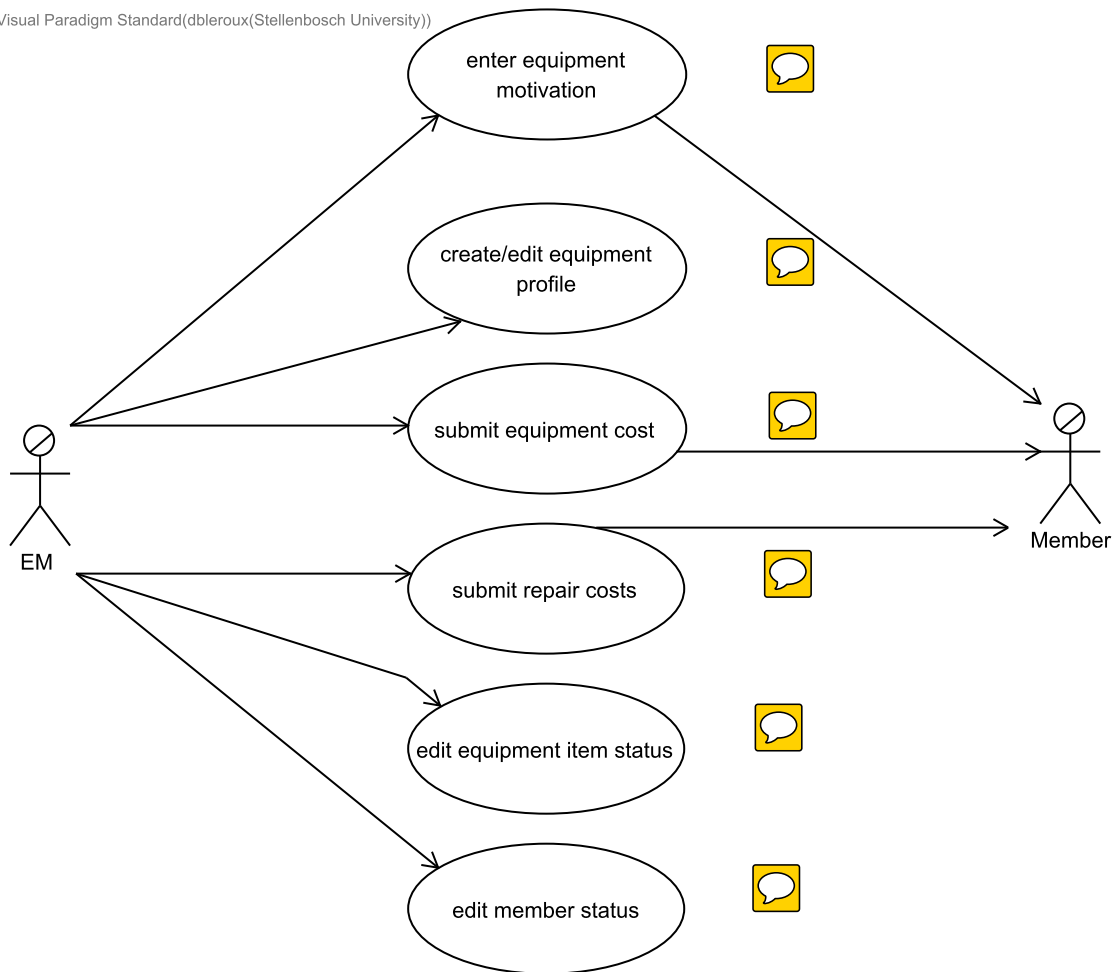 Visual Paradigm Standard(dbleroux(Stellenbosch University))
enter equipment
motivation
create/edit equipment
profile
submit equipment cost
EM
Member
submit repair costs
edit equipment item status
edit member status